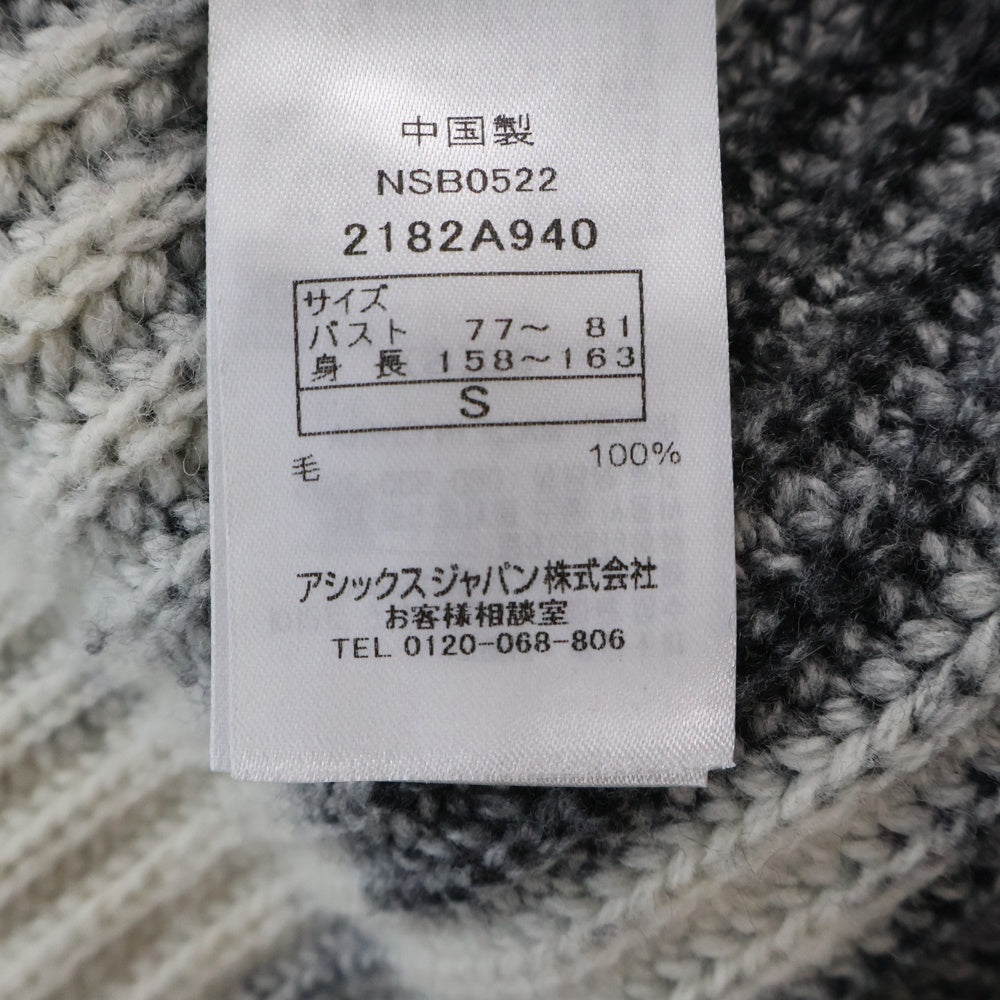 中国製
NSB0522
2182A940
サイズ
バスト 77〜 81
身 長 158〜163
S
毛 100%
アシックスジャパン株式会社
お客様相談室
TEL 0120-068-806